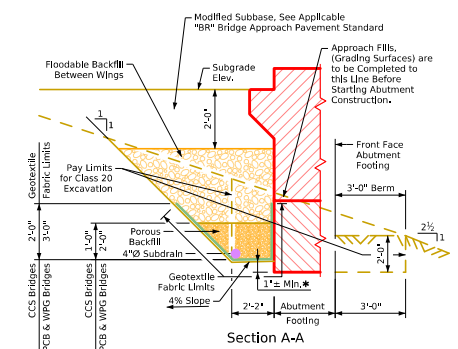 Modified Subbase, See Applicable
"BR" Bridge Approach Pavement Standard
Floodable Backfill
Between Wings
Subgrade
Elev.
Approach Fills,
(Grading Surfaces) are
to be Completed to
this Line Before
Starting Abutment
Construction.
1
1
2'-0"
Front Face
Abutment
Footing
Geotextile
Fabric Limits
Pay Limits
for Class 20
Excavation
3'-0" Berm
2½
1
2'-0"
3'-0"
1'-0"
2'-0"
Porous
Backfill
4"Ø Subdrain
2'-0"
Geotextile
Fabric Limits
1"± Min.*
4% Slope
CCS Bridges
PCB & WPG Bridges
CCS Bridges
PCB & WPG Bridges
2'-2"
Abutment
Footing
3'-0"
Section A-A